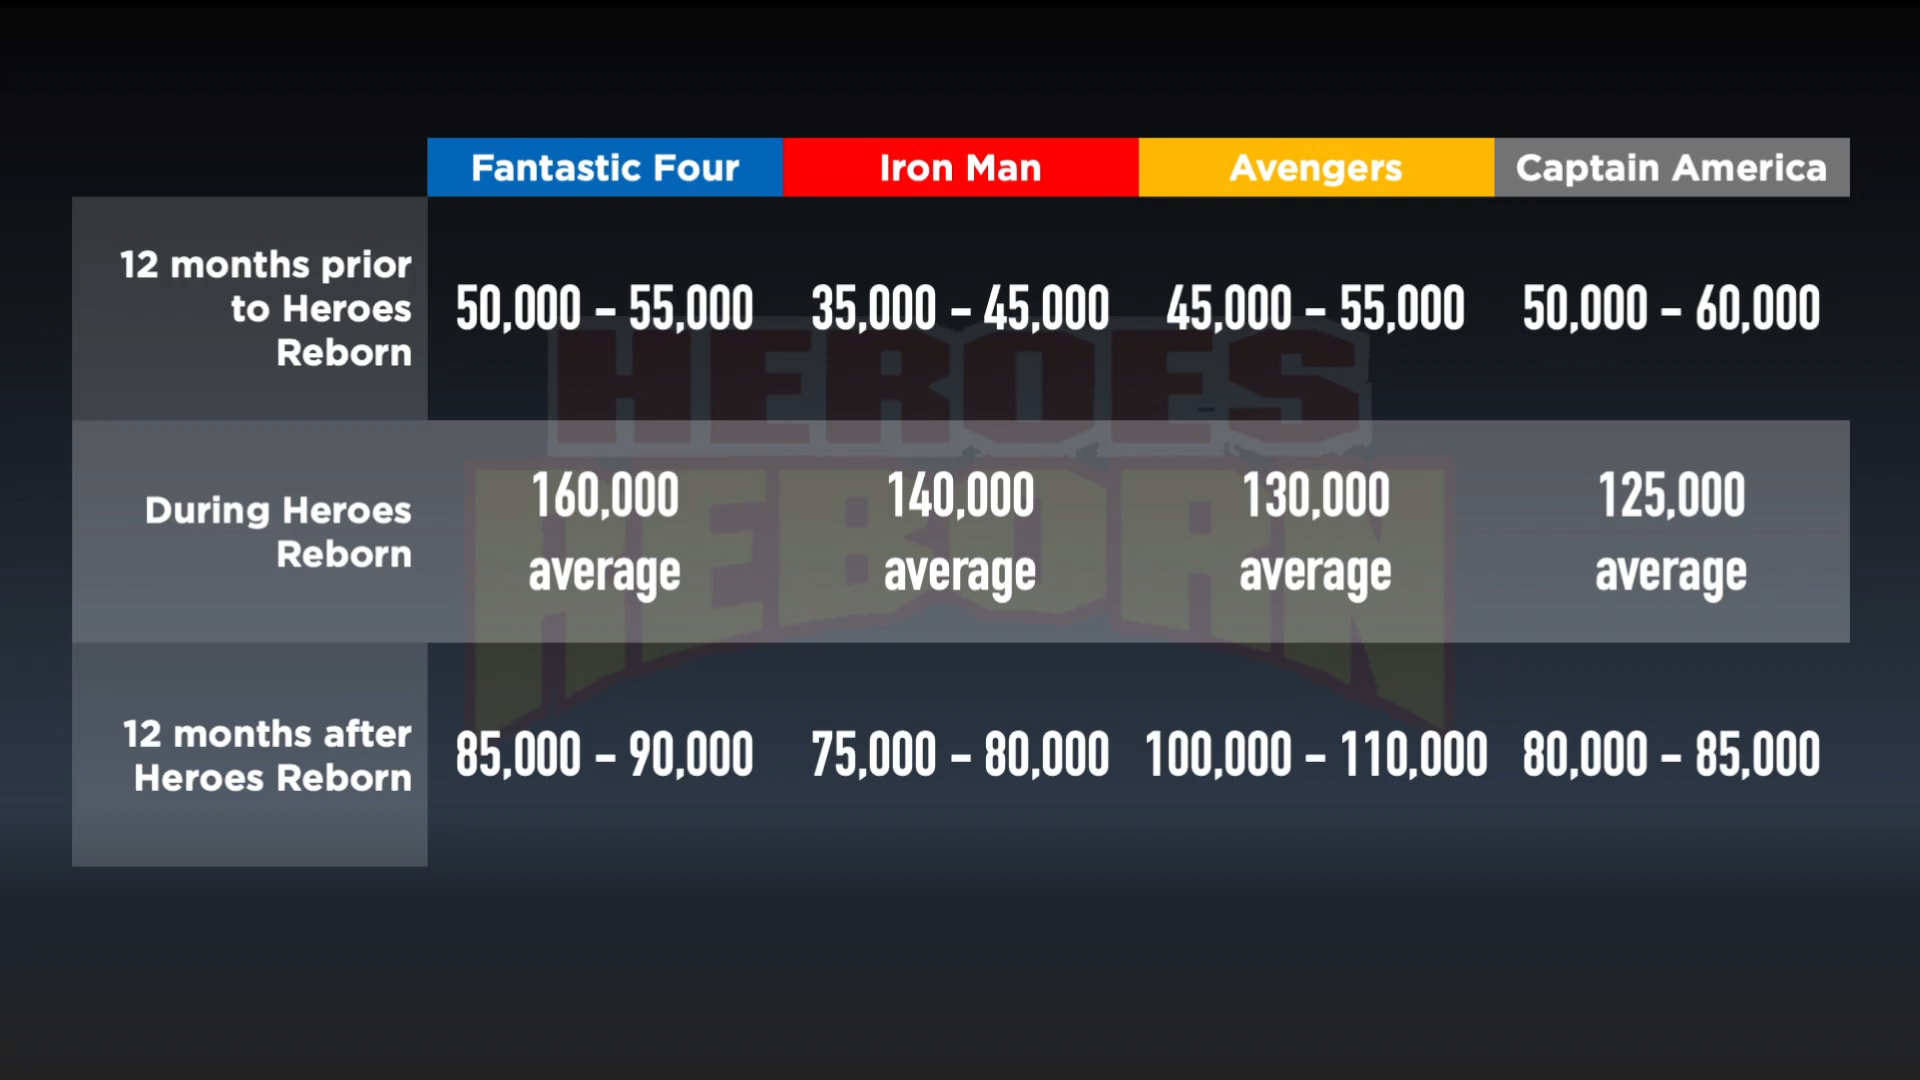 Fantastic Four Iron Man Avengers Captain America
12 months prior
to Heroes
Reborn
50,000 – 55,000 35,000 – 45,000 45,000 – 55,000 50,000 – 60,000
HEROES
REBORN
During Heroes
Reborn
160,000 140,000 130,000 125,000
average average average average
12 months after
Heroes Reborn
85,000 – 90,000 75,000 – 80,000 100,000 – 110,000 80,000 – 85,000